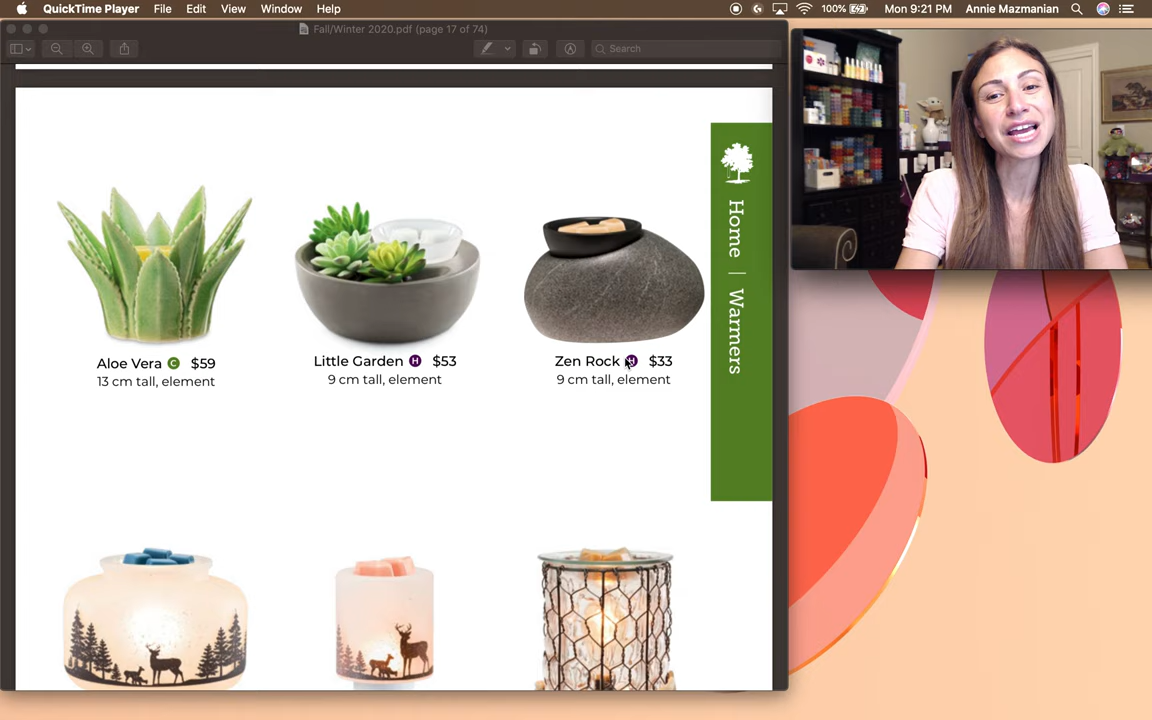 QuickTime Player File Edit View Window Help 100% Mon 9:21 PM Annie Mazmanian
Fall/Winter 2020.pdf (page 17 of 74)
Search
Home | Warmers
Aloe Vera C $59
13 cm tall, element
Little Garden H $53
9 cm tall, element
Zen Rock H $33
9 cm tall, element